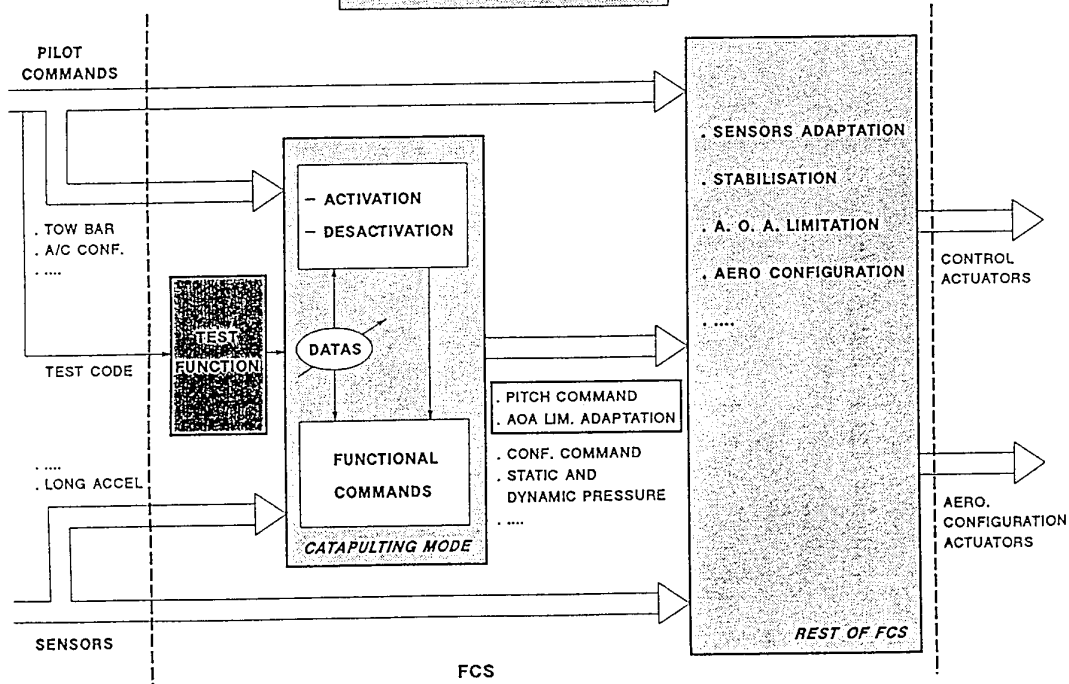 PILOT
COMMANDS
. TOW BAR
. A/C CONF.
. ....
TEST CODE
TEST
FUNCTION
– ACTIVATION
– DESACTIVATION
DATAS
FUNCTIONAL
COMMANDS
CATAPULTING MODE
. ....
. LONG ACCEL
SENSORS
. PITCH COMMAND
. AOA LIM. ADAPTATION
. CONF. COMMAND
. STATIC AND
DYNAMIC PRESSURE
. ....
. SENSORS ADAPTATION
. STABILISATION
. A. O. A. LIMITATION
. AERO CONFIGURATION
. ....
REST OF FCS
CONTROL
ACTUATORS
AERO.
CONFIGURATION
ACTUATORS
FCS